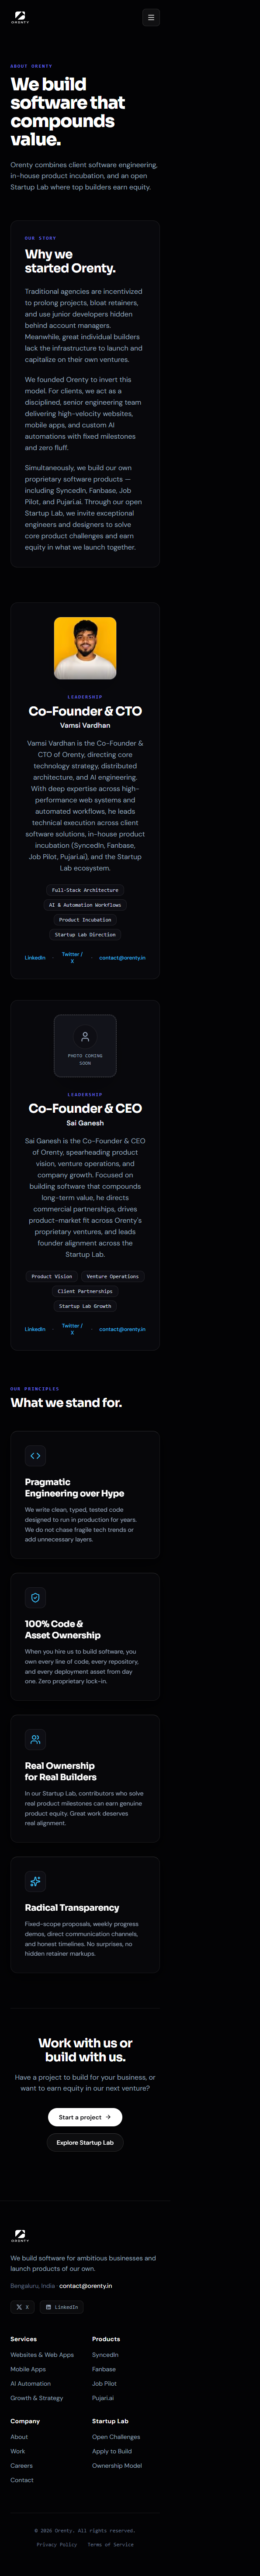 ORENTY
ABOUT ORENTY
We build
software that
compounds
value.
Orenty combines client software engineering,
in-house product incubation, and an open
Startup Lab where top builders earn equity.
OUR STORY
Why we
started Orenty.
Traditional agencies are incentivized
to prolong projects, bloat retainers,
and use junior developers hidden
behind account managers.
Meanwhile, great individual builders
lack the infrastructure to launch and
capitalize on their own ventures.
We founded Orenty to invert this
model. For clients, we act as a
disciplined, senior engineering team
delivering high-velocity websites,
mobile apps, and custom AI
automations with fixed milestones
and zero fluff.
Simultaneously, we build our own
proprietary software products —
including SyncedIn, Fanbase, Job
Pilot, and Pujari.ai. Through our open
Startup Lab, we invite exceptional
engineers and designers to solve
core product challenges and earn
equity in what we launch together.
LEADERSHIP
Co-Founder & CTO
Vamsi Vardhan
Vamsi Vardhan is the Co-Founder &
CTO of Orenty, directing core
technology strategy, distributed
architecture, and AI engineering.
With deep expertise across high-
performance web systems and
automated workflows, he leads
technical execution across client
software solutions, in-house product
incubation (SyncedIn, Fanbase,
Job Pilot, Pujari.ai), and the Startup
Lab ecosystem.
Full-Stack Architecture
AI & Automation Workflows
Product Incubation
Startup Lab Direction
LinkedIn · Twitter / X · contact@orenty.in
PHOTO COMING
SOON
LEADERSHIP
Co-Founder & CEO
Sai Ganesh
Sai Ganesh is the Co-Founder & CEO
of Orenty, spearheading product
vision, venture operations, and
company growth. Focused on
building software that compounds
long-term value, he directs
commercial partnerships, drives
product-market fit across Orenty's
proprietary ventures, and leads
founder alignment across the
Startup Lab.
Product Vision Venture Operations
Client Partnerships
Startup Lab Growth
LinkedIn · Twitter / X · contact@orenty.in
OUR PRINCIPLES
What we stand for.
Pragmatic
Engineering over Hype
We write clean, typed, tested code
designed to run in production for years.
We do not chase fragile tech trends or
add unnecessary layers.
100% Code &
Asset Ownership
When you hire us to build software, you
own every line of code, every repository,
and every deployment asset from day
one. Zero proprietary lock-in.
Real Ownership
for Real Builders
In our Startup Lab, contributors who solve
real product milestones can earn genuine
product equity. Great work deserves
real alignment.
Radical Transparency
Fixed-scope proposals, weekly progress
demos, direct communication channels,
and honest timelines. No surprises, no
hidden retainer markups.
Work with us or
build with us.
Have a project to build for your business, or
want to earn equity in our next venture?
Start a project →
Explore Startup Lab
ORENTY
We build software for ambitious businesses and
launch products of our own.
Bengaluru, India · contact@orenty.in
X LinkedIn
Services Products
Websites & Web Apps SyncedIn
Mobile Apps Fanbase
AI Automation Job Pilot
Growth & Strategy Pujari.ai
Company Startup Lab
About Open Challenges
Work Apply to Build
Careers Ownership Model
Contact
© 2026 Orenty. All rights reserved.
Privacy Policy Terms of Service